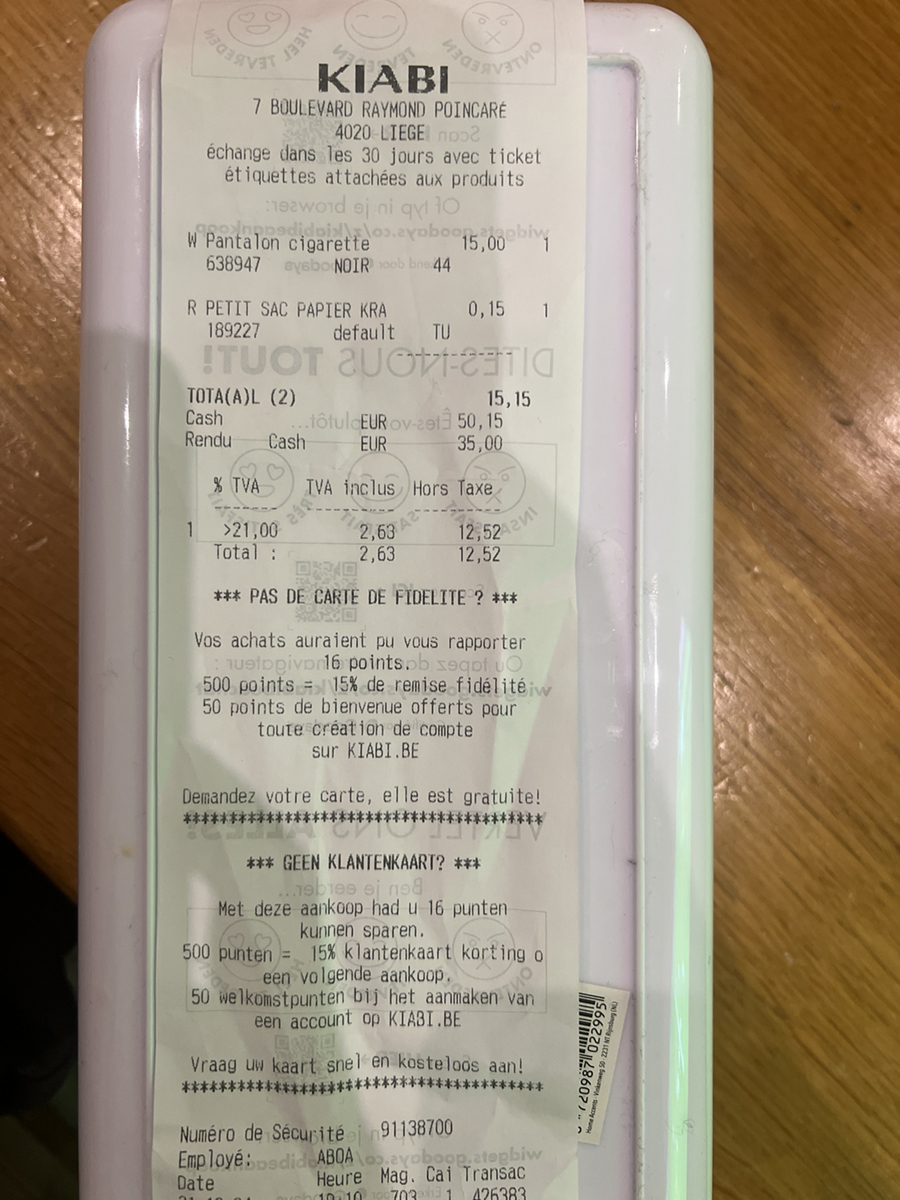 KIABI
7 BOULEVARD RAYMOND POINCARÉ
4020 LIEGE
échange dans les 30 jours avec ticket
étiquettes attachées aux produits
W Pantalon cigarette 15,00 1
638947 NOIR 44
R PETIT SAC PAPIER KRA 0,15 1
189227 default TU
TOTA(A)L (2) 15,15
Cash EUR 50,15
Rendu Cash EUR 35,00
% TVA TVA inclus Hors Taxe
1 >21,00 2,63 12,52
Total : 2,63 12,52
*** PAS DE CARTE DE FIDELITE ? ***
Vos achats auraient pu vous rapporter
16 points.
500 points = 15% de remise fidélité
50 points de bienvenue offerts pour
toute création de compte
sur KIABI.BE
Demandez votre carte, elle est gratuite!
***************************************
*** GEEN KLANTENKAART? ***
Met deze aankoop had u 16 punten
kunnen sparen.
500 punten = 15% klantenkaart korting o
een volgende aankoop.
50 welkomstpunten bij het aanmaken van
een account op KIABI.BE
Vraag uw kaart snel en kosteloos aan!
***************************************
Numéro de Sécurité 91138700
Employé: ABOA
Date Heure Mag. Cai Transac
703 1 426383
720987 022995
Home Accents